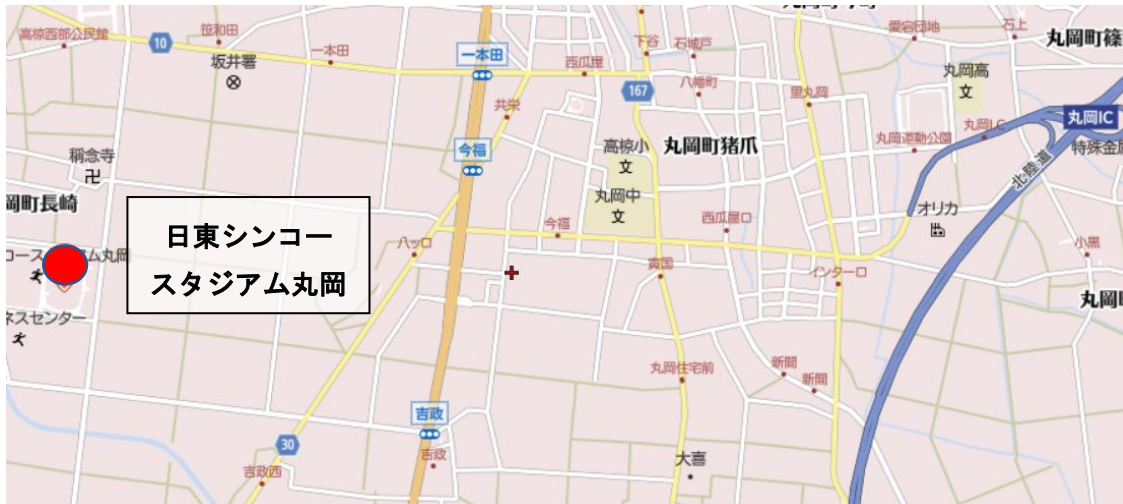 丸岡町
高椋西部公民館
笹和田
10
坂井署
一本田
一本田
西瓜屋
下谷
石城戸
八幡町
愛宕団地
石上
丸岡町篠
丸岡高
文
167
里丸岡
丸岡IC
丸岡IC
丸岡運動公園
特殊金属
北陸道
共栄
今福
高椋小
文
丸岡町猪爪
稱念寺
卍
岡町長崎
丸岡中
文
西瓜屋口
オリカ
日東シンコー
スタジアム丸岡
コース
ム丸岡
八ッ口
今福
貴国
インター口
小黒
丸岡町
ネスセンター
丸岡住宅前
新間
新間
吉政
吉政
30
吉政西
大喜